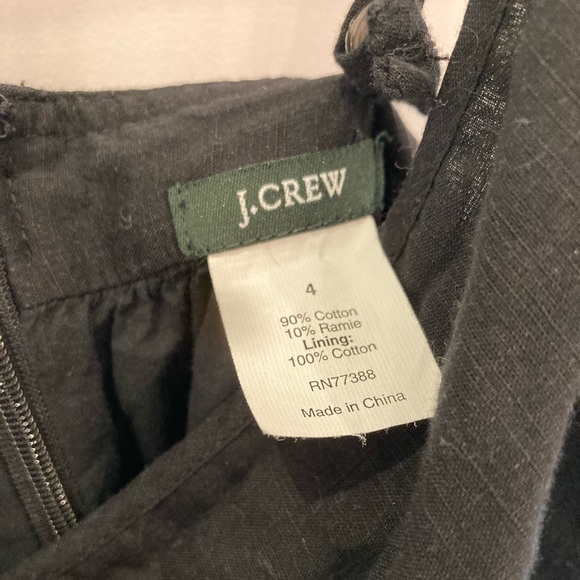 J.CREW
4
90% Cotton
10% Ramie
Lining:
100% Cotton
RN77388
Made in China